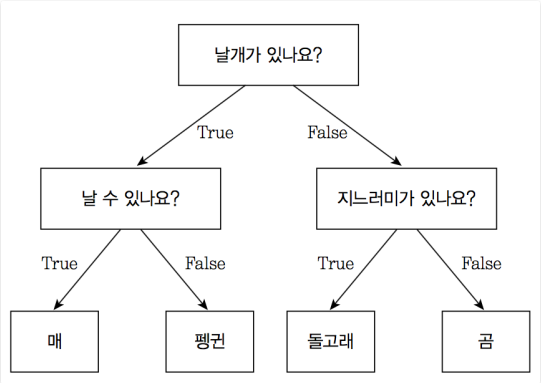 날개가 있나요?
True
False
날 수 있나요?
지느러미가 있나요?
True
False
True
False
매
펭귄
돌고래
곰